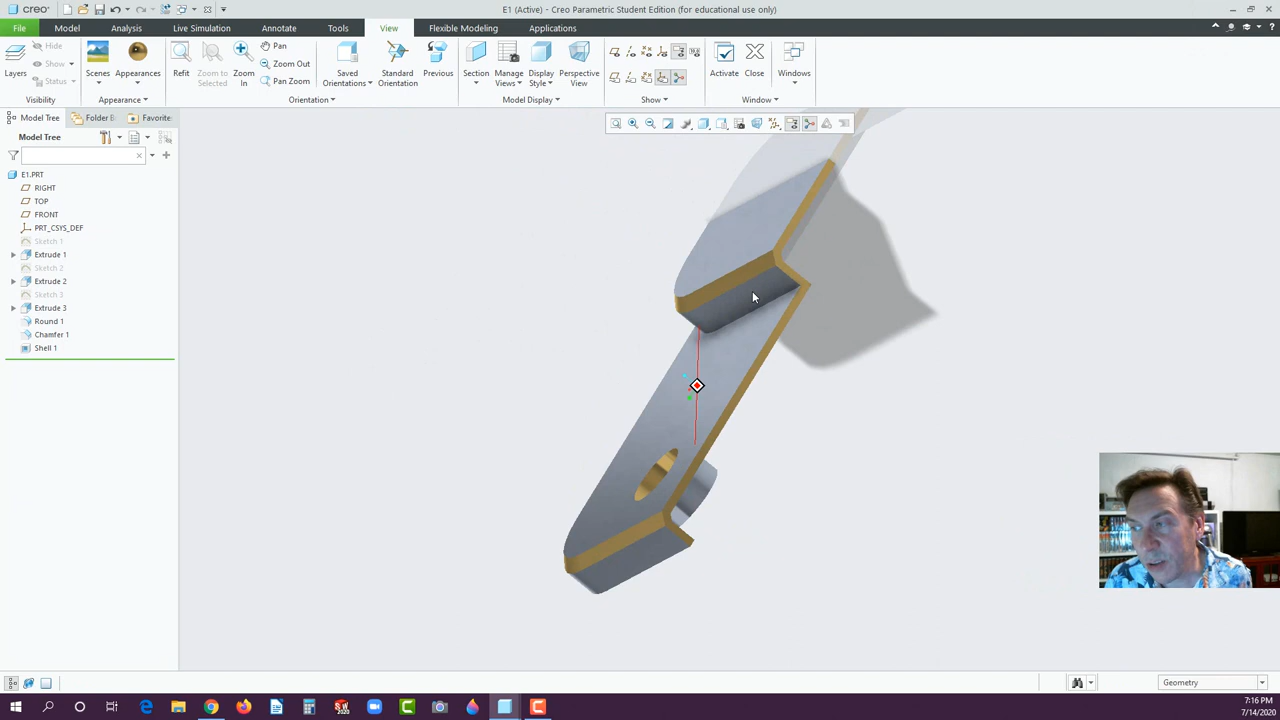 creo
E1 (Active) - Creo Parametric Student Edition (for educational use only)
File
Model
Analysis
Live Simulation
Annotate
Tools
View
Flexible Modeling
Applications
Layers
Hide
Show
Status
Visibility
Scenes
Appearances
Appearance
Refit
Zoom to Selected
Zoom In
Pan
Zoom Out
Pan Zoom
Saved Orientations
Standard Orientation
Previous
Orientation
Section
Manage Views
Display Style
Perspective View
Model Display
Show
Activate
Close
Windows
Window
Model Tree
Folder B
Favorite
Model Tree
E1.PRT
RIGHT
TOP
FRONT
PRT_CSYS_DEF
Sketch 1
Extrude 1
Sketch 2
Extrude 2
Sketch 3
Extrude 3
Round 1
Chamfer 1
Shell 1
Geometry
7:16 PM
7/14/2020